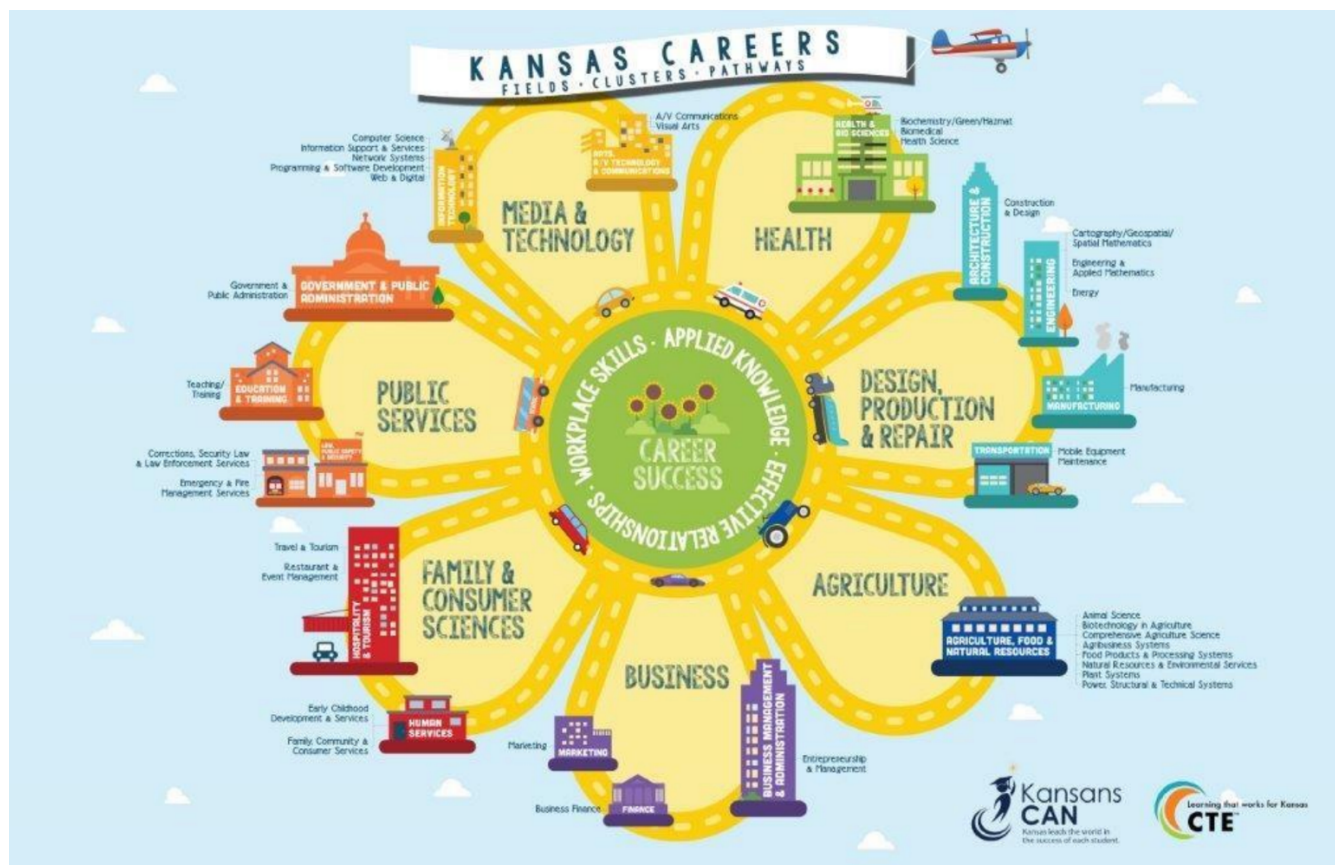 KANSAS CAREERS
FIELDS · CLUSTERS · PATHWAYS
Computer Science
Information Support & Services
Network Systems
Programming & Software Development
Web & Digital
INFORMATION
TECHNOLOGY
A/V Communications
Visual Arts
ARTS,
A/V TECHNOLOGY
& COMMUNICATIONS
MEDIA &
TECHNOLOGY
HEALTH &
BIO SCIENCES
Biochemistry/Green/Hazmat
Biomedical
Health Science
HEALTH
ARCHITECTURE &
CONSTRUCTION
Construction
& Design
ENGINEERING
Cartography/Geospatial/
Spatial Mathematics
Engineering &
Applied Mathematics
Energy
MANUFACTURING
Manufacturing
TRANSPORTATION
Mobile Equipment
Maintenance
DESIGN,
PRODUCTION
& REPAIR
Government &
Public Administration
GOVERNMENT & PUBLIC
ADMINISTRATION
Teaching/
Training
EDUCATION
& TRAINING
Corrections, Security Law
& Law Enforcement Services
Emergency & Fire
Management Services
LAW,
PUBLIC SAFETY
& SECURITY
PUBLIC
SERVICES
WORKPLACE SKILLS · APPLIED KNOWLEDGE · EFFECTIVE RELATIONSHIPS ·
CAREER
SUCCESS
Travel & Tourism
Restaurant &
Event Management
HOSPITALITY
& TOURISM
FAMILY &
CONSUMER
SCIENCES
Early Childhood
Development & Services
Family, Community &
Consumer Services
HUMAN
SERVICES
BUSINESS
Marketing
MARKETING
Business Finance
FINANCE
BUSINESS MANAGEMENT
& ADMINISTRATION
Entrepreneurship
& Management
AGRICULTURE
AGRICULTURE, FOOD &
NATURAL RESOURCES
Animal Science
Biotechnology in Agriculture
Comprehensive Agriculture Science
Agribusiness Systems
Food Products & Processing Systems
Natural Resources & Environmental Services
Plant Systems
Power, Structural & Technical Systems
Kansans
CAN
Kansas leads the world in
the success of each student.
Learning that works for Kansas
CTE™